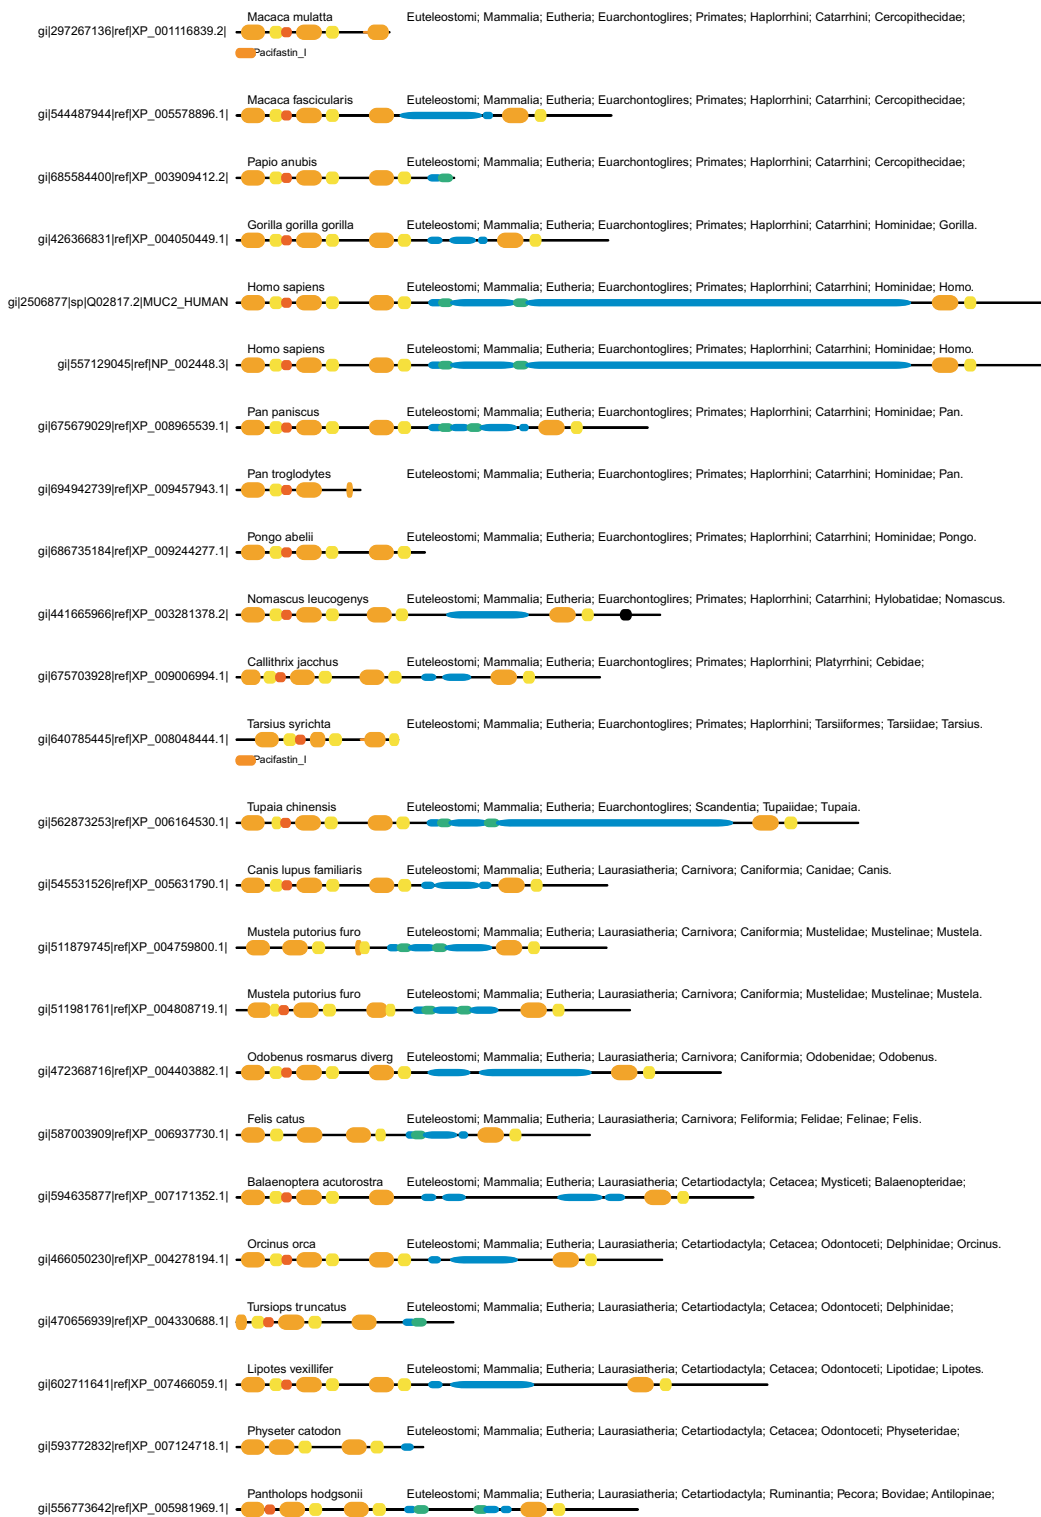 Macaca mulatta Euteleostomi; Mammalia; Eutheria; Euarchontoglires; Primates; Haplorrhini; Catarrhini; Cercopithecidae;
gi|297267136|ref|XP_001116839.2|
Pacifastin_I
Macaca fascicularis Euteleostomi; Mammalia; Eutheria; Euarchontoglires; Primates; Haplorrhini; Catarrhini; Cercopithecidae;
gi|544487944|ref|XP_005578896.1|
Papio anubis Euteleostomi; Mammalia; Eutheria; Euarchontoglires; Primates; Haplorrhini; Catarrhini; Cercopithecidae;
gi|685584400|ref|XP_003909412.2|
Gorilla gorilla gorilla Euteleostomi; Mammalia; Eutheria; Euarchontoglires; Primates; Haplorrhini; Catarrhini; Hominidae; Gorilla.
gi|426366831|ref|XP_004050449.1|
Homo sapiens Euteleostomi; Mammalia; Eutheria; Euarchontoglires; Primates; Haplorrhini; Catarrhini; Hominidae; Homo.
gi|2506877|sp|Q02817.2|MUC2_HUMAN
Homo sapiens Euteleostomi; Mammalia; Eutheria; Euarchontoglires; Primates; Haplorrhini; Catarrhini; Hominidae; Homo.
gi|557129045|ref|NP_002448.3|
Pan paniscus Euteleostomi; Mammalia; Eutheria; Euarchontoglires; Primates; Haplorrhini; Catarrhini; Hominidae; Pan.
gi|675679029|ref|XP_008965539.1|
Pan troglodytes Euteleostomi; Mammalia; Eutheria; Euarchontoglires; Primates; Haplorrhini; Catarrhini; Hominidae; Pan.
gi|694942739|ref|XP_009457943.1|
Pongo abelii Euteleostomi; Mammalia; Eutheria; Euarchontoglires; Primates; Haplorrhini; Catarrhini; Hominidae; Pongo.
gi|686735184|ref|XP_009244277.1|
Nomascus leucogenys Euteleostomi; Mammalia; Eutheria; Euarchontoglires; Primates; Haplorrhini; Catarrhini; Hylobatidae; Nomascus.
gi|441665966|ref|XP_003281378.2|
Callithrix jacchus Euteleostomi; Mammalia; Eutheria; Euarchontoglires; Primates; Haplorrhini; Platyrrhini; Cebidae;
gi|675703928|ref|XP_009006994.1|
Tarsius syrichta Euteleostomi; Mammalia; Eutheria; Euarchontoglires; Primates; Haplorrhini; Tarsiiformes; Tarsiidae; Tarsius.
gi|640785445|ref|XP_008048444.1|
Pacifastin_I
Tupaia chinensis Euteleostomi; Mammalia; Eutheria; Euarchontoglires; Scandentia; Tupaiidae; Tupaia.
gi|562873253|ref|XP_006164530.1|
Canis lupus familiaris Euteleostomi; Mammalia; Eutheria; Laurasiatheria; Carnivora; Caniformia; Canidae; Canis.
gi|545531526|ref|XP_005631790.1|
Mustela putorius furo Euteleostomi; Mammalia; Eutheria; Laurasiatheria; Carnivora; Caniformia; Mustelidae; Mustelinae; Mustela.
gi|511879745|ref|XP_004759800.1|
Mustela putorius furo Euteleostomi; Mammalia; Eutheria; Laurasiatheria; Carnivora; Caniformia; Mustelidae; Mustelinae; Mustela.
gi|511981761|ref|XP_004808719.1|
Odobenus rosmarus diverg Euteleostomi; Mammalia; Eutheria; Laurasiatheria; Carnivora; Caniformia; Odobenidae; Odobenus.
gi|472368716|ref|XP_004403882.1|
Felis catus Euteleostomi; Mammalia; Eutheria; Laurasiatheria; Carnivora; Feliformia; Felidae; Felinae; Felis.
gi|587003909|ref|XP_006937730.1|
Balaenoptera acutorostra Euteleostomi; Mammalia; Eutheria; Laurasiatheria; Cetartiodactyla; Cetacea; Mysticeti; Balaenopteridae;
gi|594635877|ref|XP_007171352.1|
Orcinus orca Euteleostomi; Mammalia; Eutheria; Laurasiatheria; Cetartiodactyla; Cetacea; Odontoceti; Delphinidae; Orcinus.
gi|466050230|ref|XP_004278194.1|
Tursiops truncatus Euteleostomi; Mammalia; Eutheria; Laurasiatheria; Cetartiodactyla; Cetacea; Odontoceti; Delphinidae;
gi|470656939|ref|XP_004330688.1|
Lipotes vexillifer Euteleostomi; Mammalia; Eutheria; Laurasiatheria; Cetartiodactyla; Cetacea; Odontoceti; Lipotidae; Lipotes.
gi|602711641|ref|XP_007466059.1|
Physeter catodon Euteleostomi; Mammalia; Eutheria; Laurasiatheria; Cetartiodactyla; Cetacea; Odontoceti; Physeteridae;
gi|593772832|ref|XP_007124718.1|
Pantholops hodgsonii Euteleostomi; Mammalia; Eutheria; Laurasiatheria; Cetartiodactyla; Ruminantia; Pecora; Bovidae; Antilopinae;
gi|556773642|ref|XP_005981969.1|